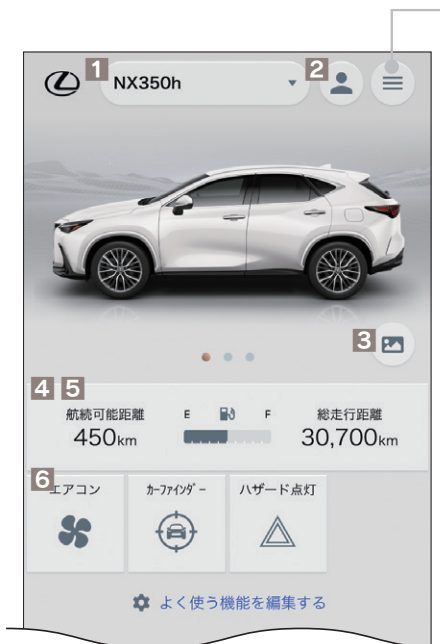 1 NX350h 2
3
4 5
航続可能距離 E F 総走行距離
450km 30,700km
6
エアコン カーファインダー ハザード点灯
よく使う機能を編集する